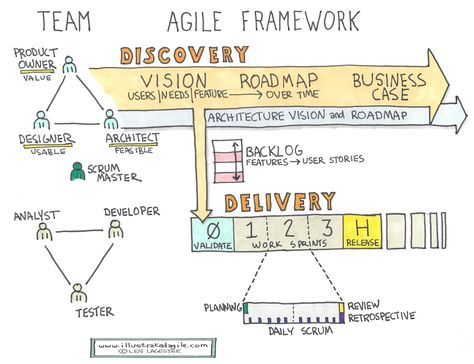 TEAM
AGILE FRAMEWORK
PRODUCT
OWNER
VALUE
DESIGNER
USABLE
ARCHITECT
FEASIBLE
SCRUM
MASTER
ANALYST
DEVELOPER
TESTER
DISCOVERY
VISION
USERS|NEEDS|FEATURE
ROADMAP
OVER TIME
BUSINESS
CASE
ARCHITECTURE VISION and ROADMAP
BACKLOG
FEATURES → USER STORIES
DELIVERY
Ø
VALIDATE
1 2 3
WORK SPRINTS
H
RELEASE
PLANNING
REVIEW
RETROSPECTIVE
DAILY SCRUM
www.illustratedagile.com
© LEN LAGESTEE